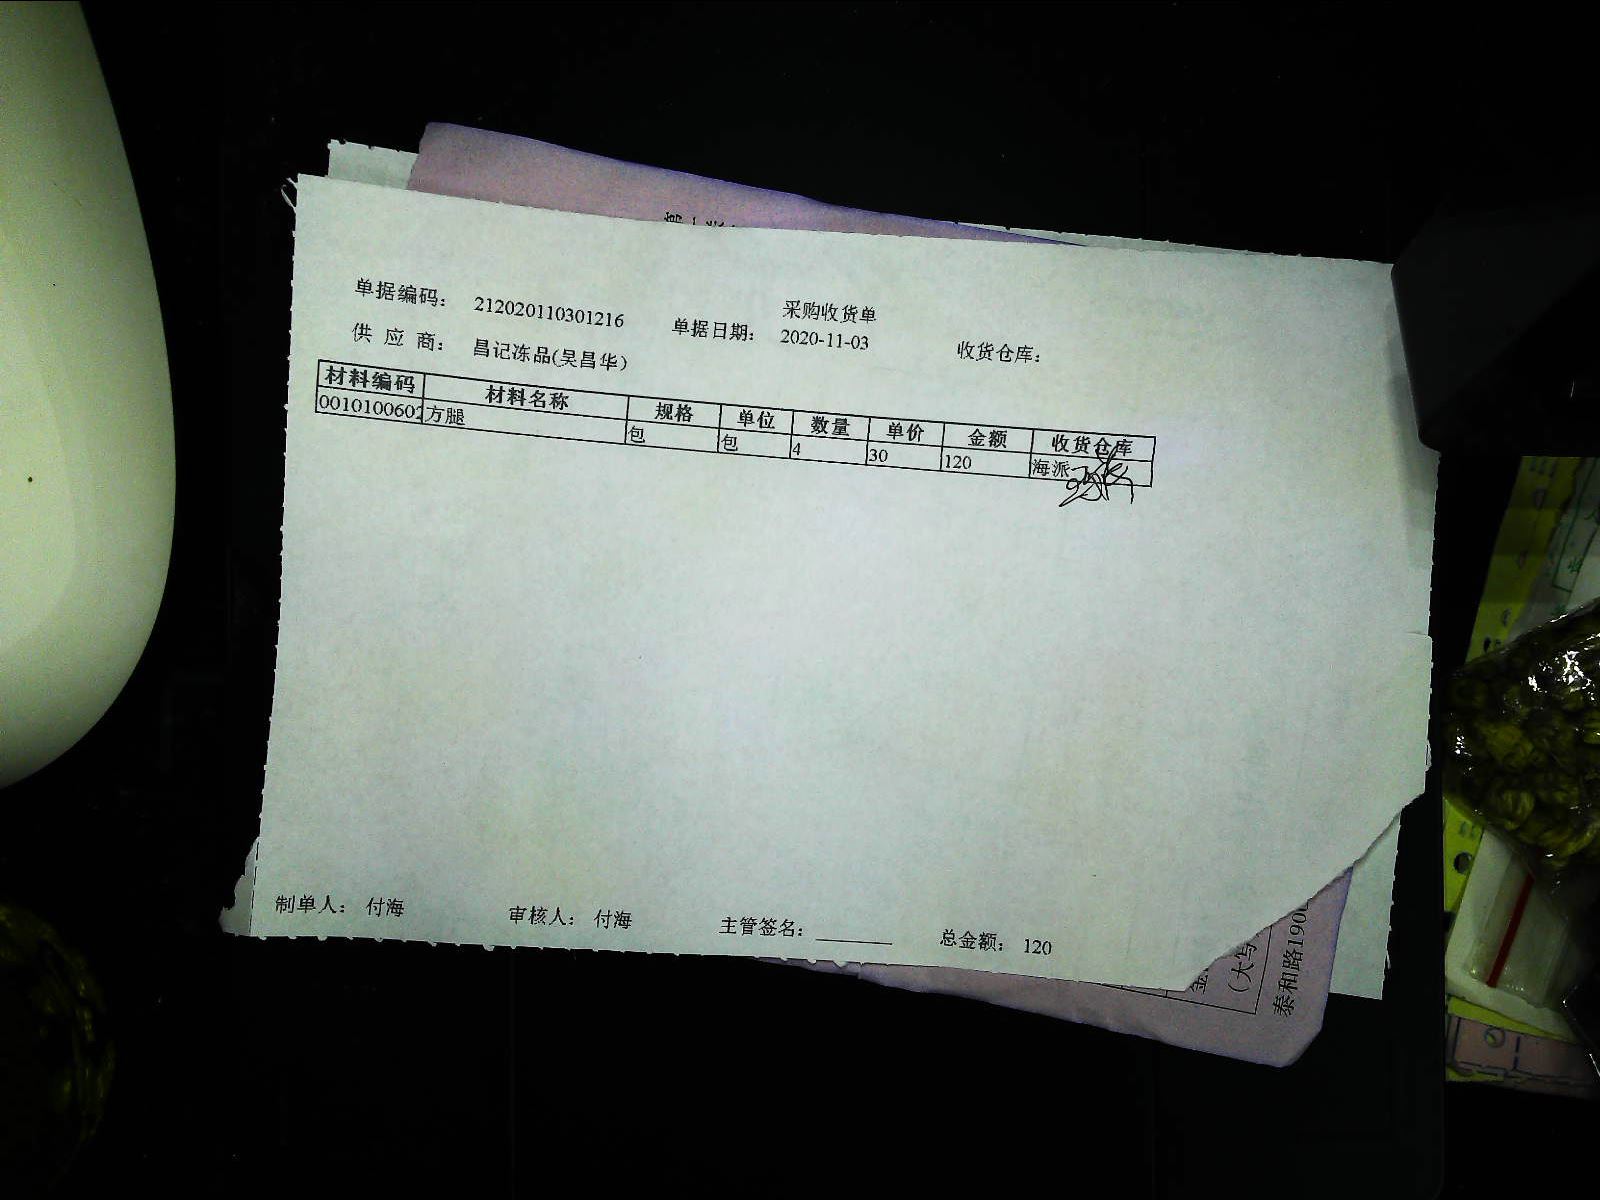 采购收货单
单据编码： 212020110301216 单据日期： 2020-11-03 收货仓库：
供 应 商： 昌记冻品(吴昌华）
材料编码 材料名称 规格 单位 数量 单价 金额 收货仓库
0010100602 方腿 包 包 4 30 120 海派
制单人： 付海 审核人： 付海 主管签名： 总金额： 120
（大写
泰和路1900